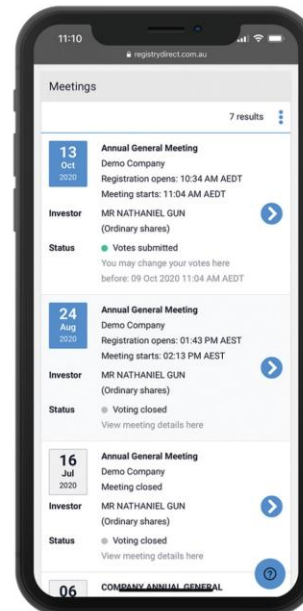 11:10
registrydirect.com.au
Meetings
7 results
13
Oct
2020
Annual General Meeting
Demo Company
Registration opens: 10:34 AM AEDT
Meeting starts: 11:04 AM AEDT
Investor
MR NATHANIEL GUN
(Ordinary shares)
Status
Votes submitted
You may change your votes here
before: 09 Oct 2020 11:04 AM AEDT
24
Aug
2020
Annual General Meeting
Demo Company
Registration opens: 01:43 PM AEST
Meeting starts: 02:13 PM AEST
Investor
MR NATHANIEL GUN
(Ordinary shares)
Status
Voting closed
View meeting details here
16
Jul
2020
Annual General Meeting
Demo Company
Meeting closed
Investor
MR NATHANIEL GUN
(Ordinary shares)
Status
Voting closed
View meeting details here
06
COMPANY ANNUAL GENERAL